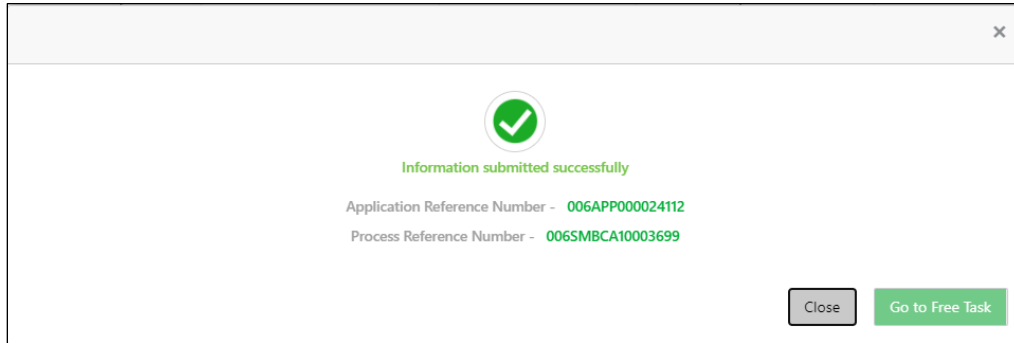 ×
Information submitted successfully
Application Reference Number - 006APP000024112
Process Reference Number - 006SMBCA10003699
Close Go to Free Task